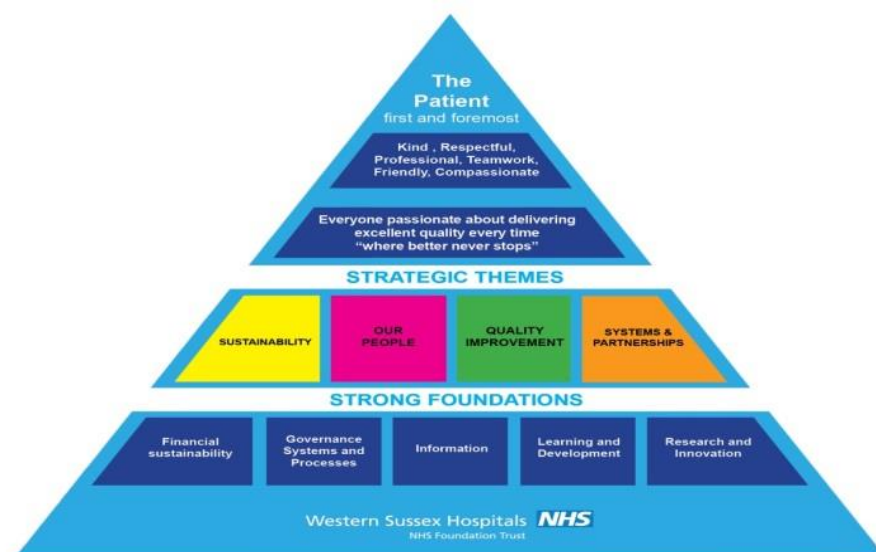 The
Patient
first and foremost
Kind , Respectful,
Professional, Teamwork,
Friendly, Compassionate
Everyone passionate about delivering
excellent quality every time
“where better never stops”
STRATEGIC THEMES
SUSTAINABILITY
OUR
PEOPLE
QUALITY
IMPROVEMENT
SYSTEMS &
PARTNERSHIPS
STRONG FOUNDATIONS
Financial
sustainability
Governance
Systems and
Processes
Information
Learning and
Development
Research and
Innovation
Western Sussex Hospitals NHS
NHS Foundation Trust